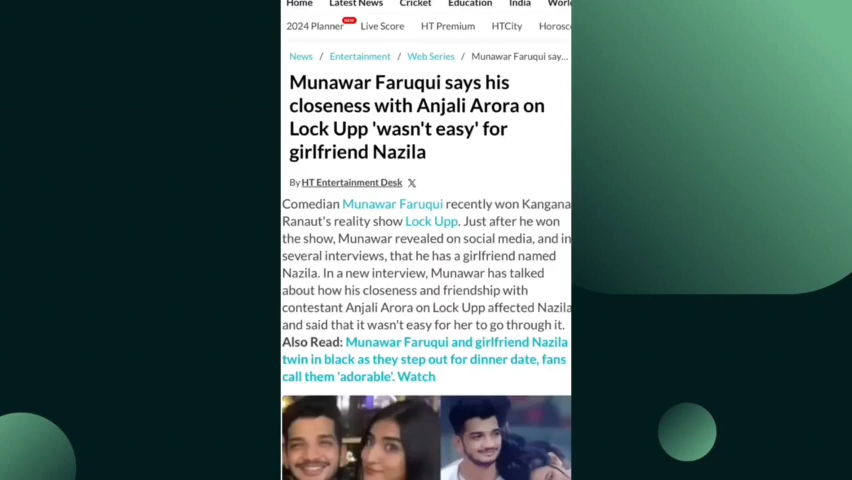 Home Latest News Cricket Education India
2024 Planner NEW Live Score HT Premium HTCity
News / Entertainment / Web Series / Munawar Faruqui say...
Munawar Faruqui says his
closeness with Anjali Arora on
Lock Upp 'wasn't easy' for
girlfriend Nazila
By HT Entertainment Desk X
Comedian Munawar Faruqui recently won Kangana
Ranaut's reality show Lock Upp. Just after he won
the show, Munawar revealed on social media, and in
several interviews, that he has a girlfriend named
Nazila. In a new interview, Munawar has talked
about how his closeness and friendship with
contestant Anjali Arora on Lock Upp affected Nazila
and said that it wasn't easy for her to go through it.
Also Read: Munawar Faruqui and girlfriend Nazila
twin in black as they step out for dinner date, fans
call them 'adorable'. Watch